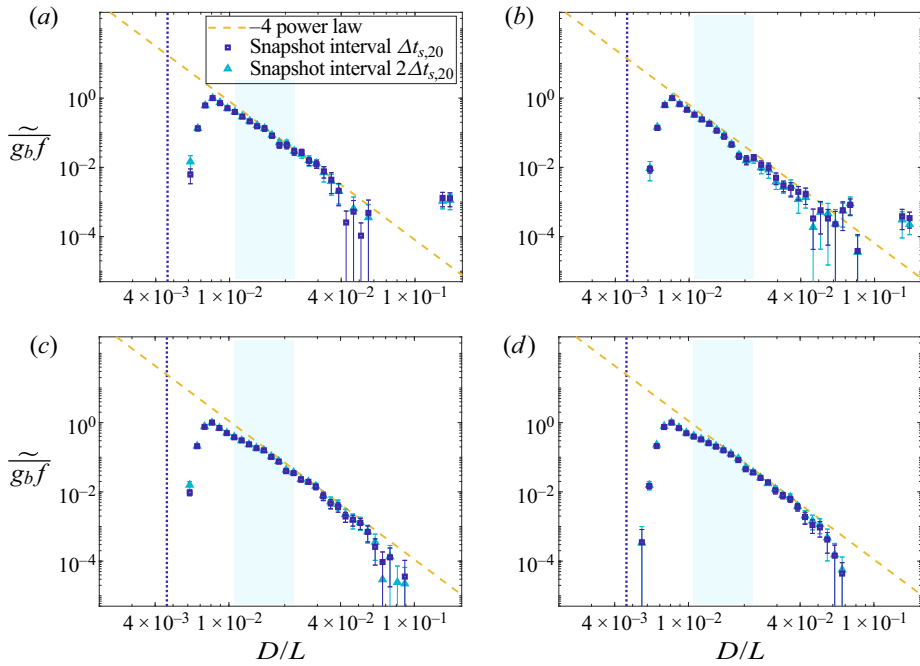 (a)
(b)
–4 power law
Snapshot interval Δt_{s,20}
Snapshot interval 2Δt_{s,20}
10^0
10^{−2}
10^{−4}
\widetilde{\overline{g_b f}}
4 × 10^{−3} 1 × 10^{−2} 4 × 10^{−2} 1 × 10^{−1}
10^0
10^{−2}
10^{−4}
4 × 10^{−3} 1 × 10^{−2} 4 × 10^{−2} 1 × 10^{−1}
(c)
(d)
10^0
10^{−2}
10^{−4}
\widetilde{\overline{g_b f}}
4 × 10^{−3} 1 × 10^{−2} 4 × 10^{−2} 1 × 10^{−1}
D/L
10^0
10^{−2}
10^{−4}
4 × 10^{−3} 1 × 10^{−2} 4 × 10^{−2} 1 × 10^{−1}
D/L